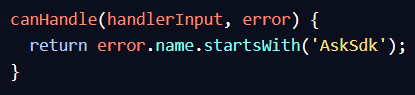 canHandle(handlerInput, error) {
  return error.name.startsWith('AskSdk');
}